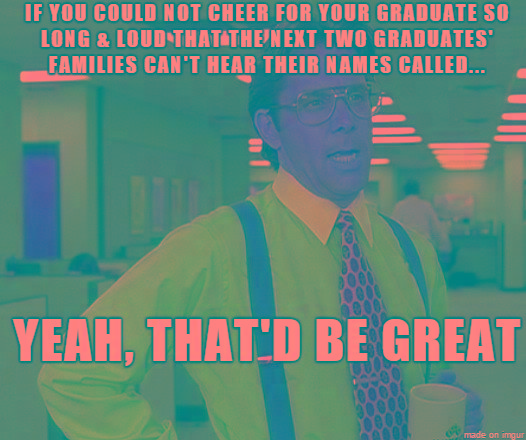 IF YOU COULD NOT CHEER FOR YOUR GRADUATE SO
LONG & LOUD THAT THE NEXT TWO GRADUATES'
FAMILIES CAN'T HEAR THEIR NAMES CALLED...
YEAH, THAT'D BE GREAT
made on imgur